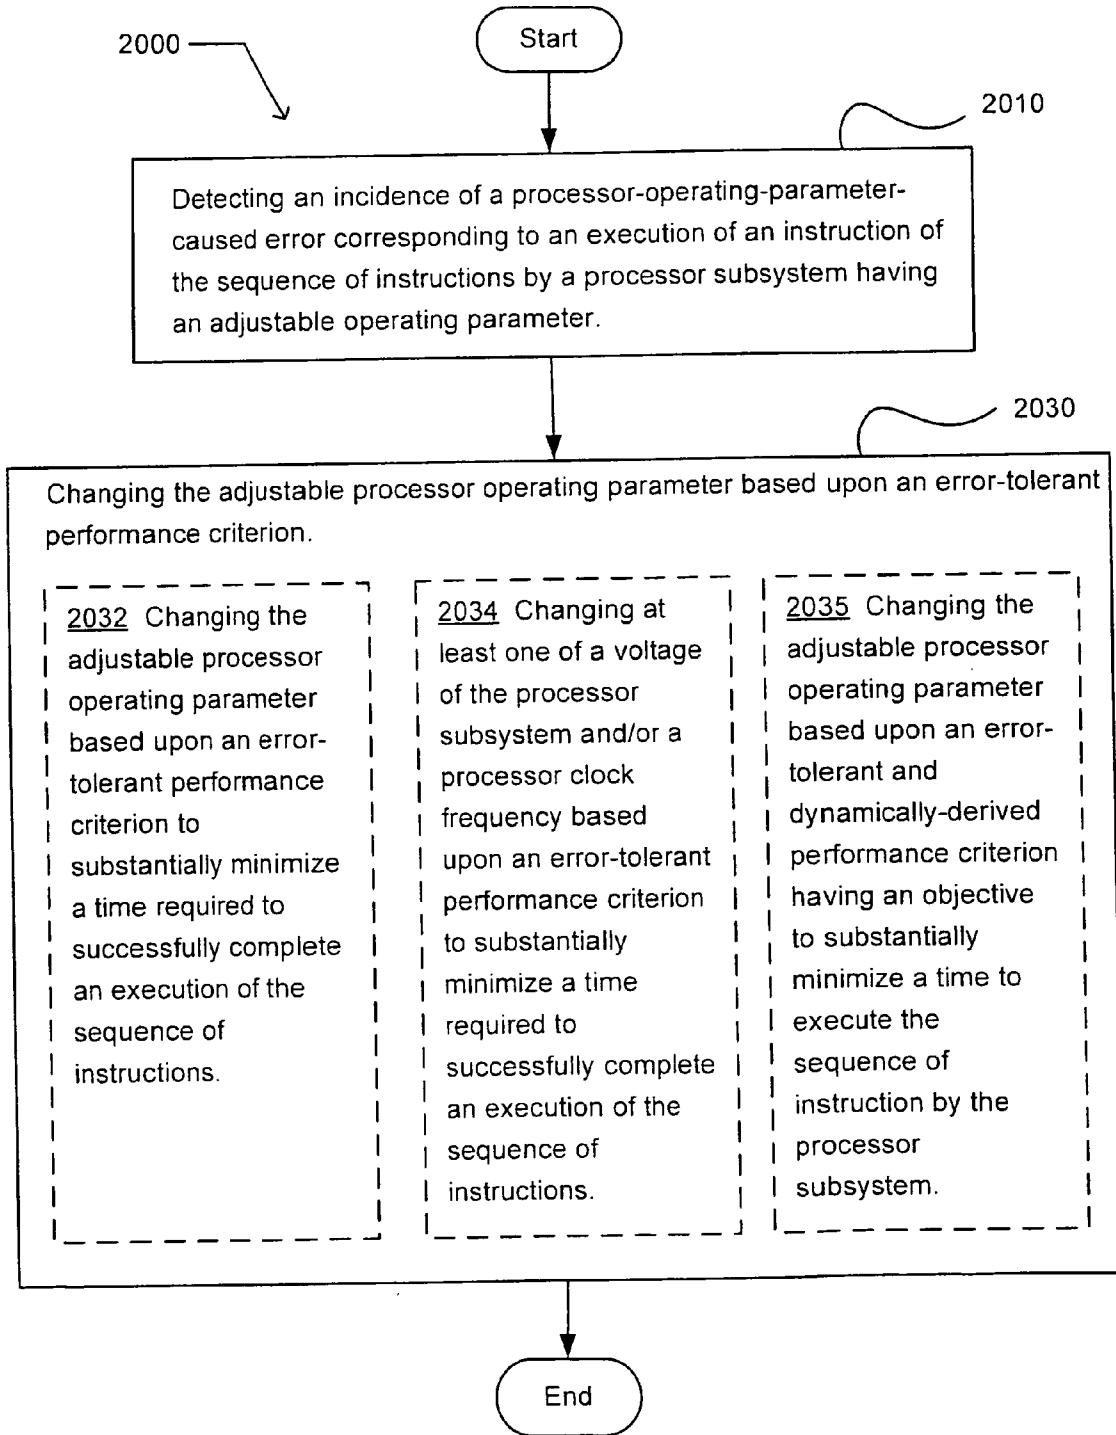 Start
2000
2010
Detecting an incidence of a processor-operating-parameter-
caused error corresponding to an execution of an instruction of
the sequence of instructions by a processor subsystem having
an adjustable operating parameter.
2030
Changing the adjustable processor operating parameter based upon an error-tolerant
performance criterion.
2032 Changing the
adjustable processor
operating parameter
based upon an error-
tolerant performance
criterion to
substantially minimize
a time required to
successfully complete
an execution of the
sequence of
instructions.
2034 Changing at
least one of a voltage
of the processor
subsystem and/or a
processor clock
frequency based
upon an error-tolerant
performance criterion
to substantially
minimize a time
required to
successfully complete
an execution of the
sequence of
instructions.
2035 Changing the
adjustable processor
operating parameter
based upon an error-
tolerant and
dynamically-derived
performance criterion
having an objective
to substantially
minimize a time to
execute the
sequence of
instruction by the
processor
subsystem.
End